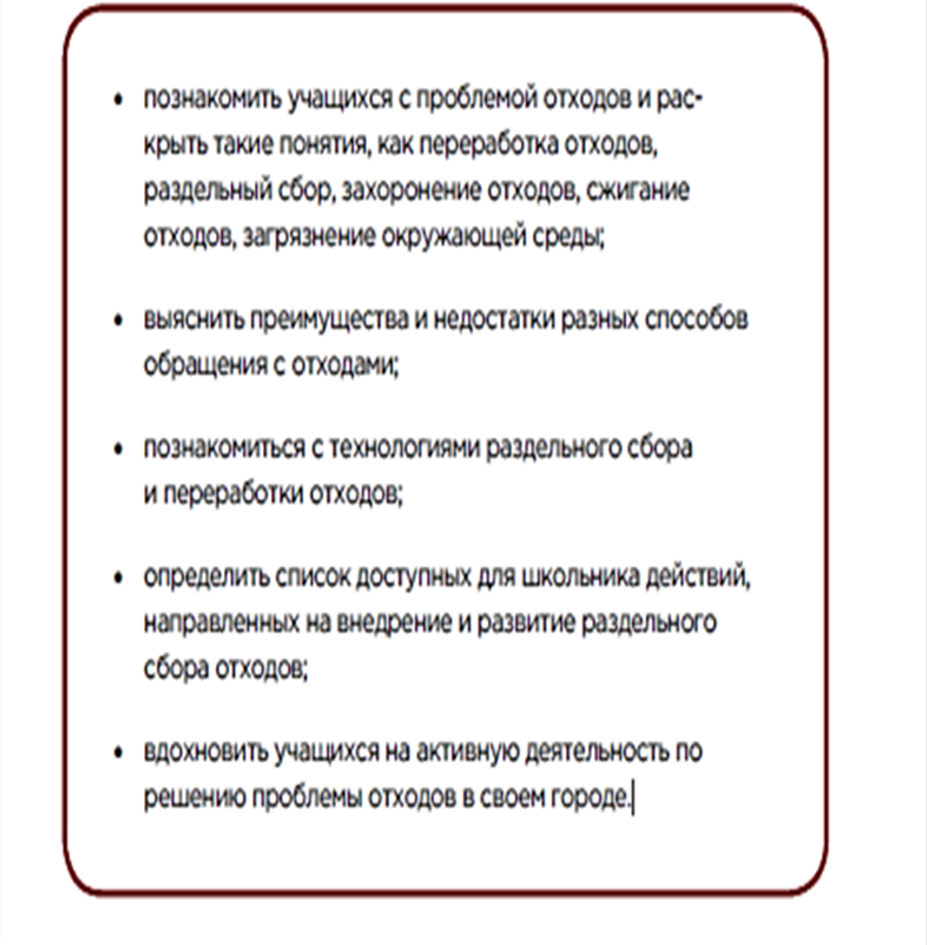 • познакомить учащихся с проблемой отходов и рас-
крыть такие понятия, как переработка отходов,
раздельный сбор, захоронение отходов, сжигание
отходов, загрязнение окружающей среды;
• выяснить преимущества и недостатки разных способов
обращения с отходами;
• познакомиться с технологиями раздельного сбора
и переработки отходов;
• определить список доступных для школьника действий,
направленных на внедрение и развитие раздельного
сбора отходов;
• вдохновить учащихся на активную деятельность по
решению проблемы отходов в своем городе.